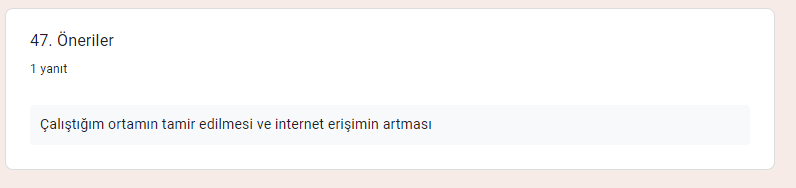 47. Öneriler
1 yanıt
Çalıştığım ortamın tamir edilmesi ve internet erişimin artması